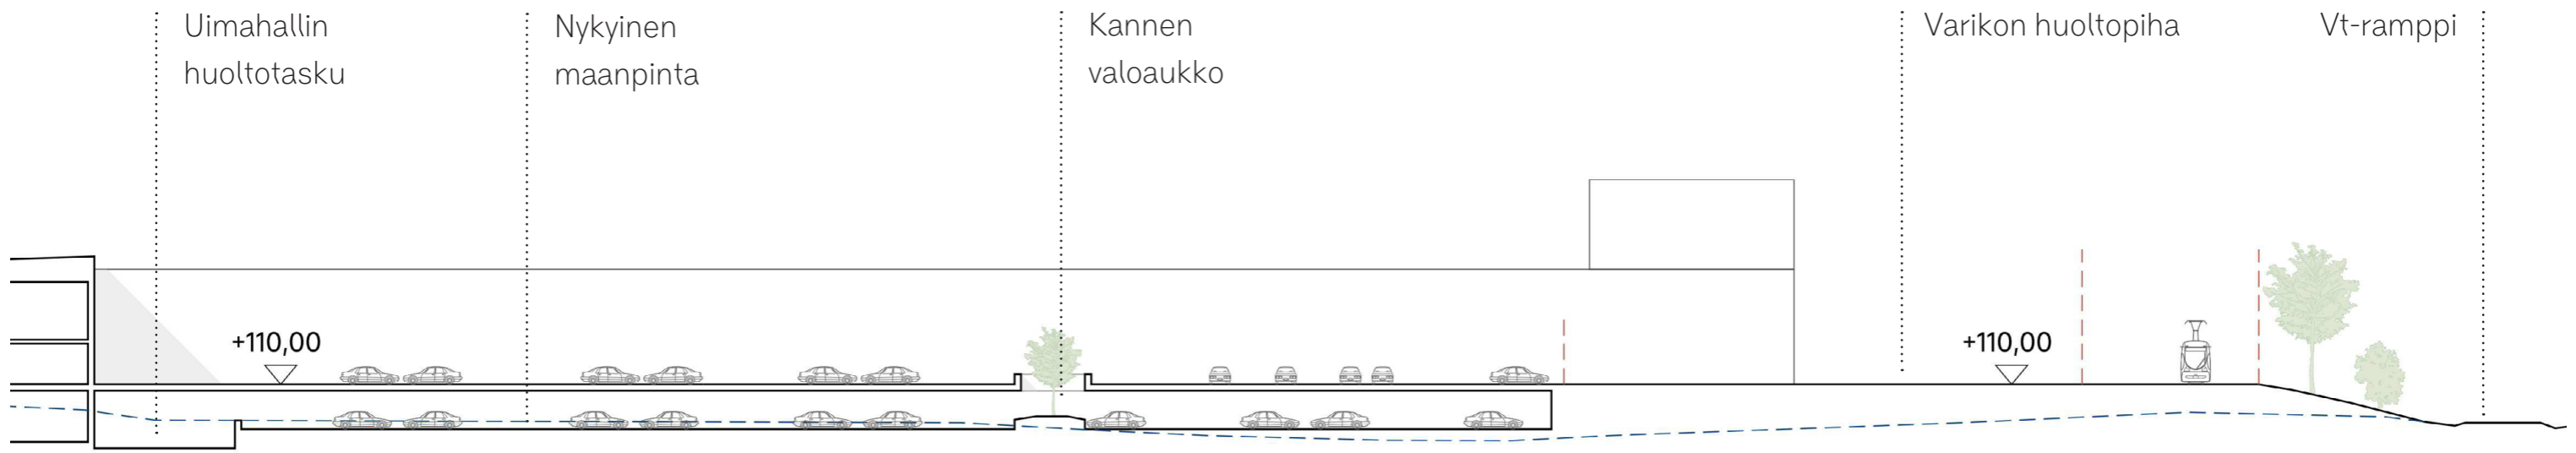 Uimahallin
huoltotasku
Nykyinen
maanpinta
Kannen
valoaukko
Varikon huoltopiha
Vt-ramppi
+110,00
+110,00